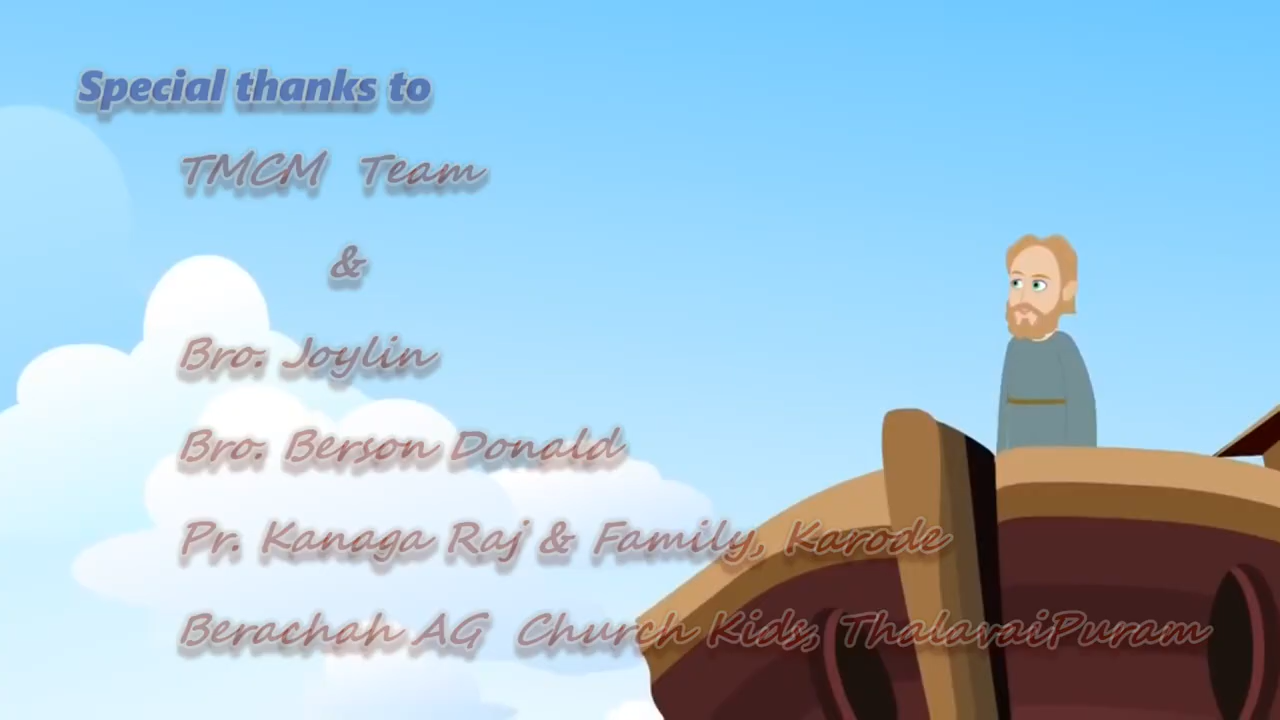 Special thanks to
TMCM Team
&
Bro. Joylin
Bro. Berson Donald
Pr. Kanaga Raj & Family, Karode
Berachah AG Church Kids, ThalavaiPuram